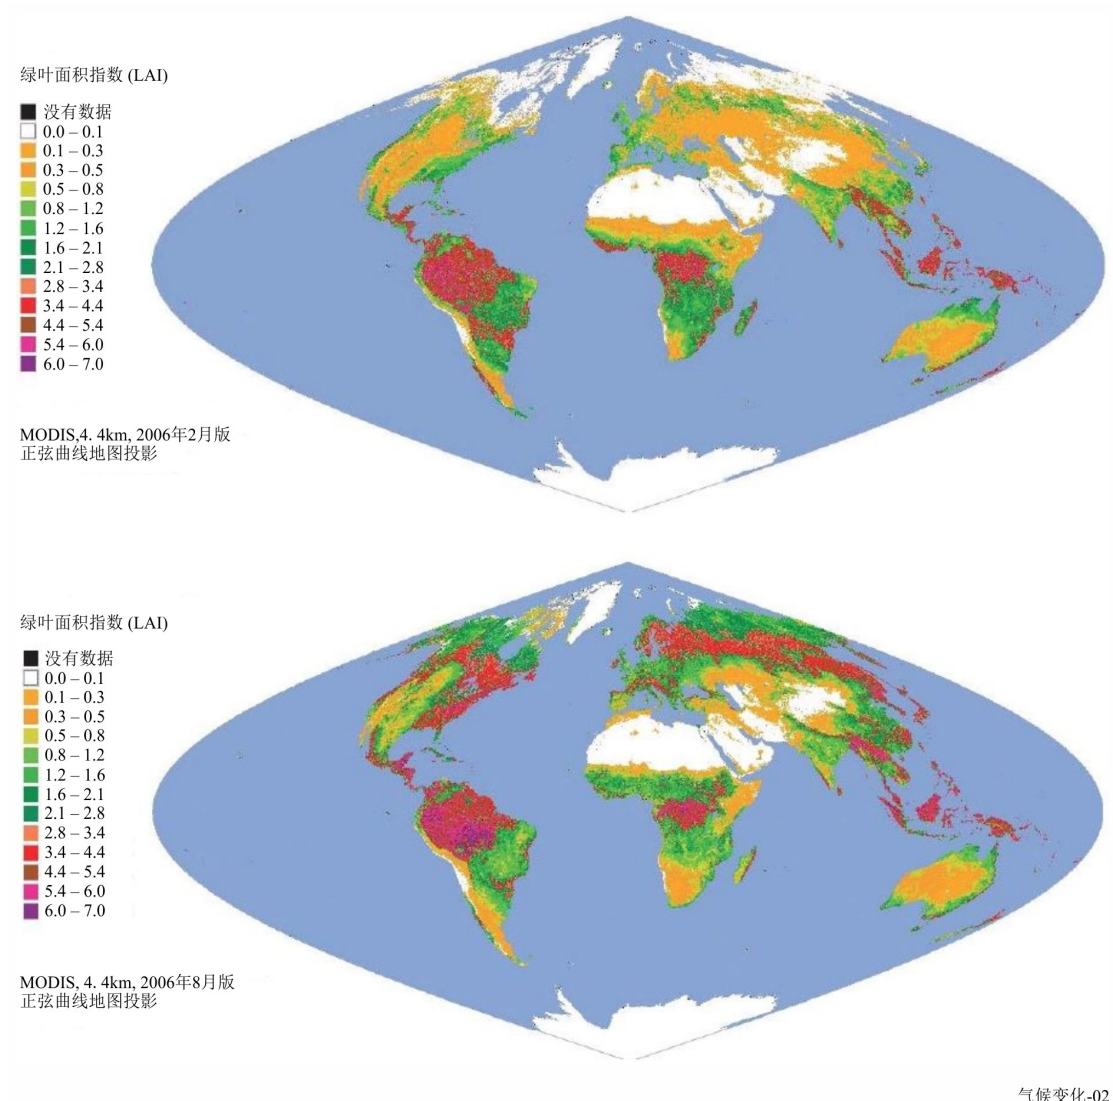 绿叶面积指数 (LAI)
没有数据
0.0 – 0.1
0.1 – 0.3
0.3 – 0.5
0.5 – 0.8
0.8 – 1.2
1.2 – 1.6
1.6 – 2.1
2.1 – 2.8
2.8 – 3.4
3.4 – 4.4
4.4 – 5.4
5.4 – 6.0
6.0 – 7.0
MODIS,4. 4km, 2006年2月版
正弦曲线地图投影
绿叶面积指数 (LAI)
没有数据
0.0 – 0.1
0.1 – 0.3
0.3 – 0.5
0.5 – 0.8
0.8 – 1.2
1.2 – 1.6
1.6 – 2.1
2.1 – 2.8
2.8 – 3.4
3.4 – 4.4
4.4 – 5.4
5.4 – 6.0
6.0 – 7.0
MODIS, 4. 4km, 2006年8月版
正弦曲线地图投影
气候变化-02